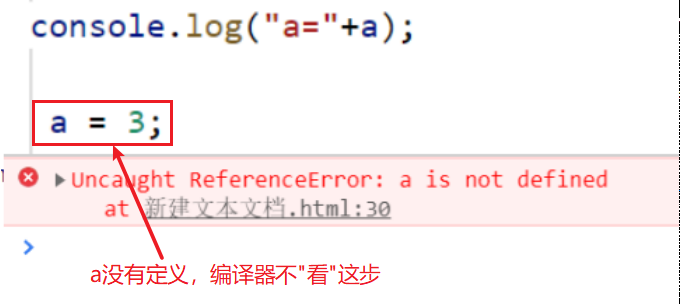 console.log("a="+a);
a = 3;
Uncaught ReferenceError: a is not defined
at 新建文本文档.html:30
a没有定义，编译器不"看"这步